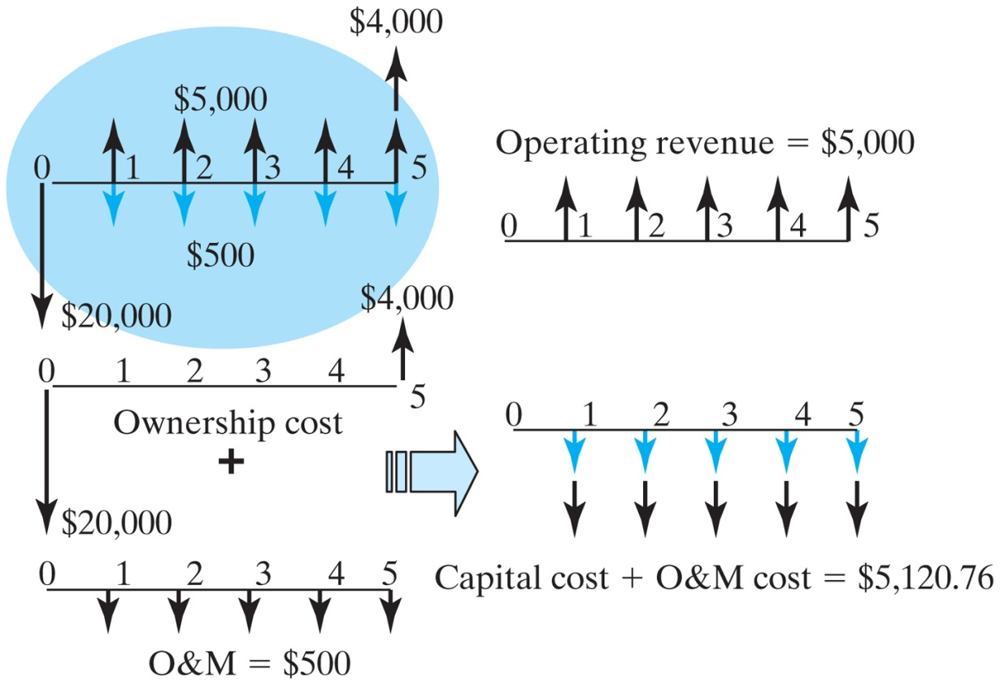 $4,000
$5,000
0 1 2 3 4 5
$500
$20,000
Operating revenue = $5,000
0 1 2 3 4 5
$4,000
0 1 2 3 4 5
Ownership cost
+
$20,000
0 1 2 3 4 5
O&M = $500
0 1 2 3 4 5
Capital cost + O&M cost = $5,120.76